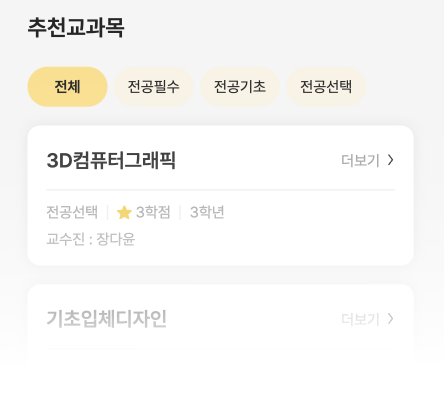 추천교과목
전체 전공필수 전공기초 전공선택
3D컴퓨터그래픽 더보기
전공선택 3학점 3학년
교수진 : 장다윤
기초입체디자인 더보기